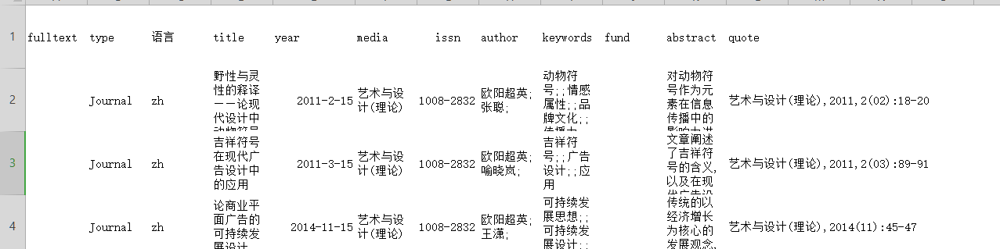 1 fulltext type 语言 title year media issn author keywords fund abstract quote
2 Journal zh 野性与灵性的释译——论现代设计中 2011-2-15 艺术与设计(理论) 1008-2832 欧阳超英;张聪; 动物符号;;情感属性;;品牌文化;; 对动物符号作为元素在信息传播中的 艺术与设计(理论),2011,2(02):18-20
3 Journal zh 吉祥符号在现代广告设计中的应用 2011-3-15 艺术与设计(理论) 1008-2832 欧阳超英;喻晓岚; 吉祥符号;;广告设计;;应用 文章阐述了吉祥符号的含义,以及在现 艺术与设计(理论),2011,2(03):89-91
4 Journal zh 论商业平面广告的可持续发展设计 2014-11-15 艺术与设计(理论) 1008-2832 欧阳超英;王潇; 可持续发展思想;;可持续发展设计;; 传统的以经济增长为核心的发展观念, 艺术与设计(理论),2014(11):45-47